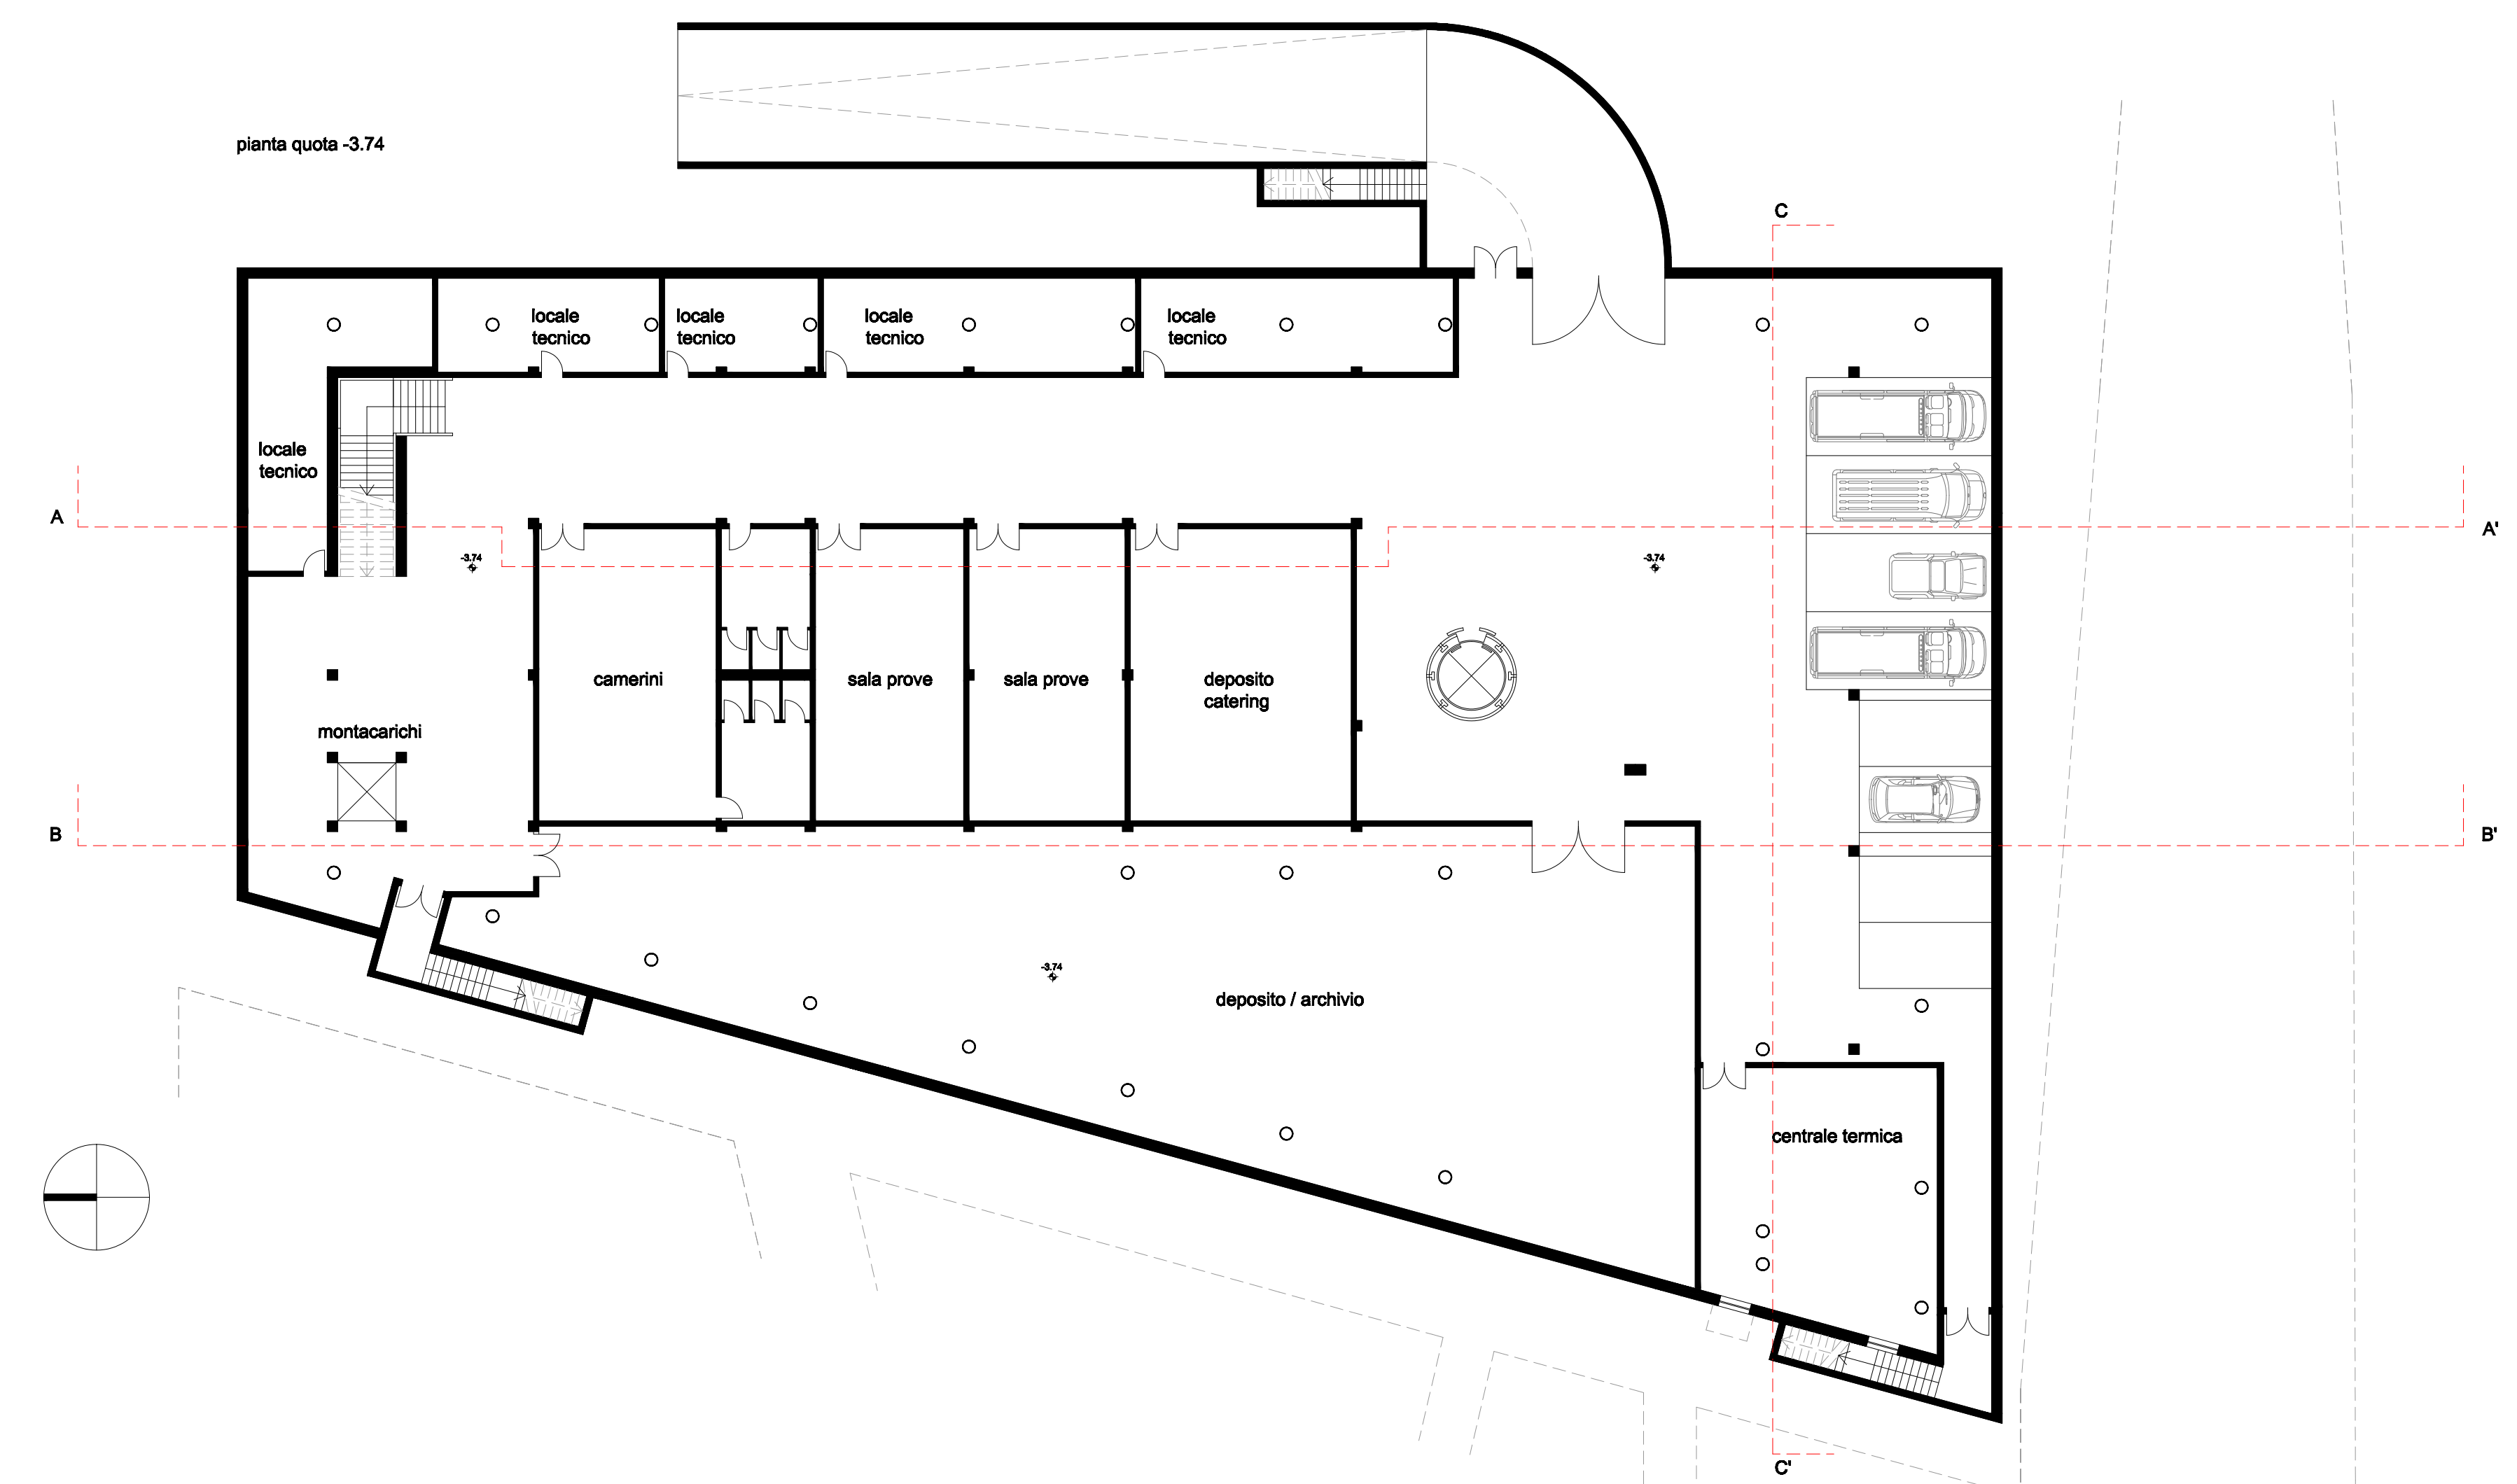 pianta quota -3.74
C
locale
tecnico
locale
tecnico
locale
tecnico
locale
tecnico
locale
tecnico
A
A'
-3.74
-3.74
camerini
sala prove
sala prove
deposito
catering
montacarichi
B
B'
-3.74
deposito / archivio
centrale termica
C'